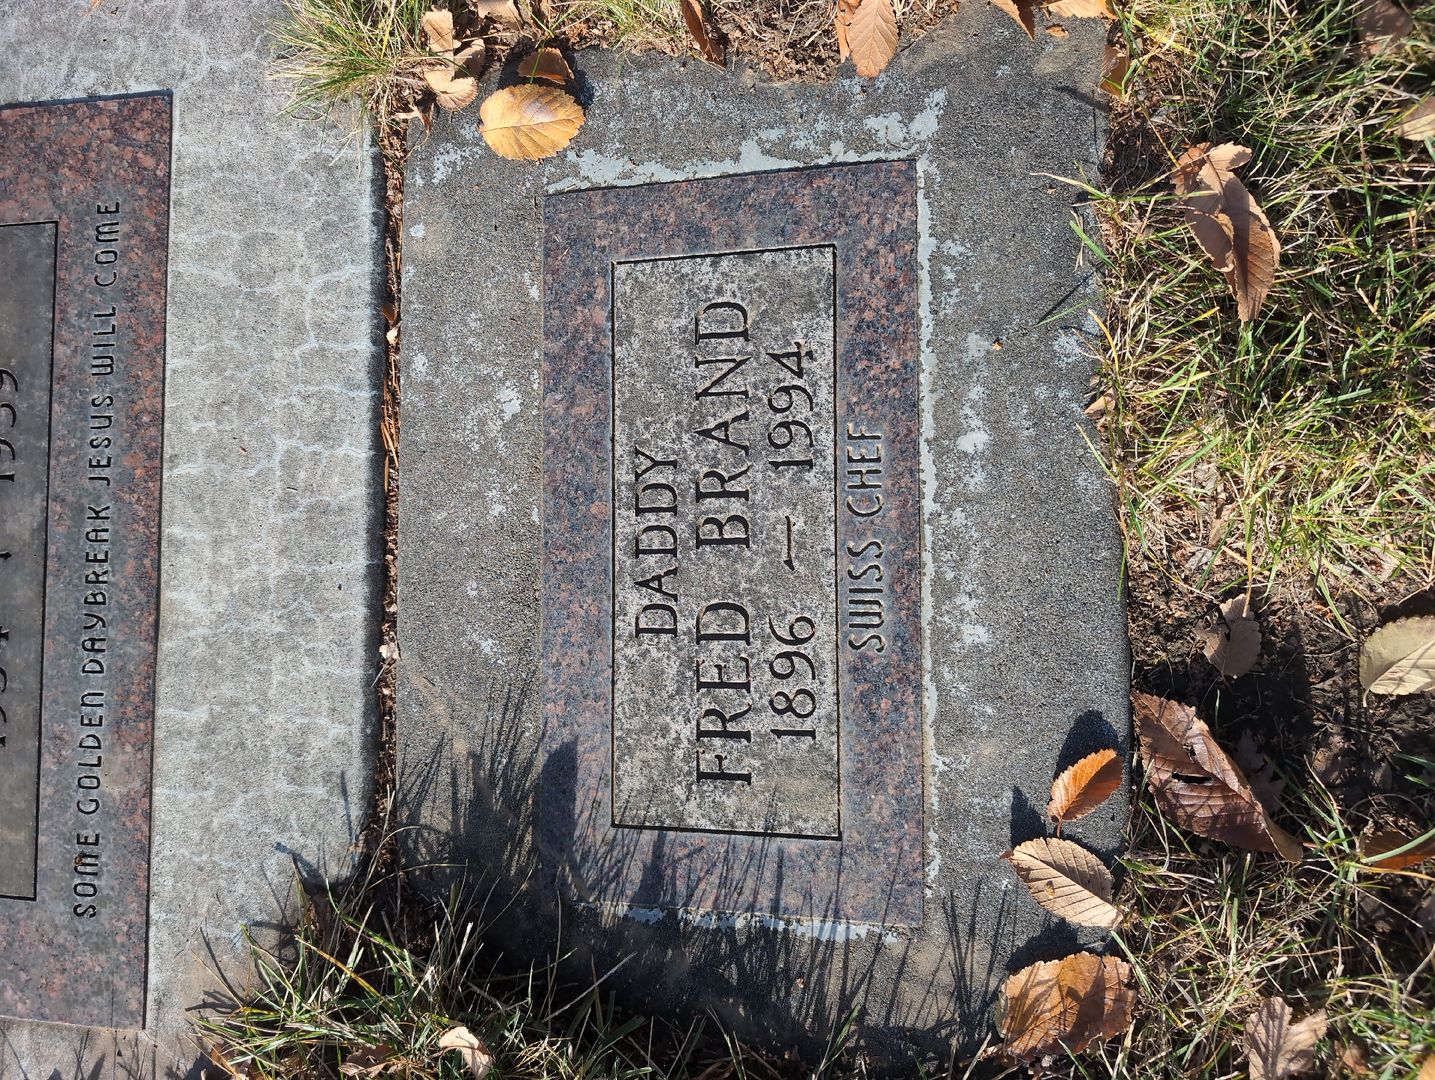 SOME GOLDEN DAYBREAK JESUS WILL COME
DADDY
FRED BRAND
1896 — 1994
SWISS CHEF